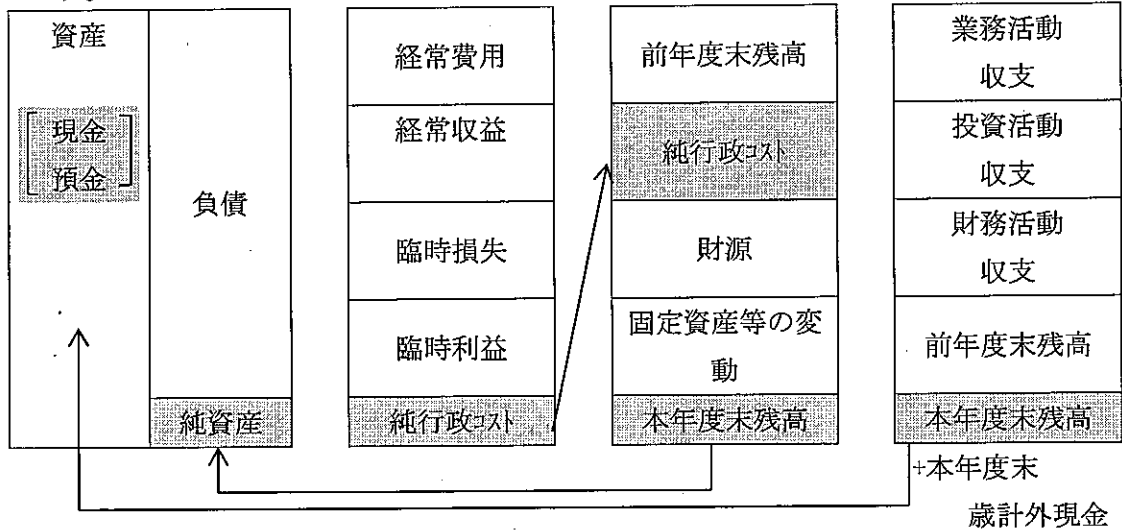 資産
現金
預金
負債
純資産
経常費用
経常収益
臨時損失
臨時利益
純行政コスト
前年度末残高
純行政コスト
財源
固定資産等の変
動
本年度末残高
業務活動
収支
投資活動
収支
財務活動
収支
前年度末残高
本年度末残高
+本年度末
歳計外現金